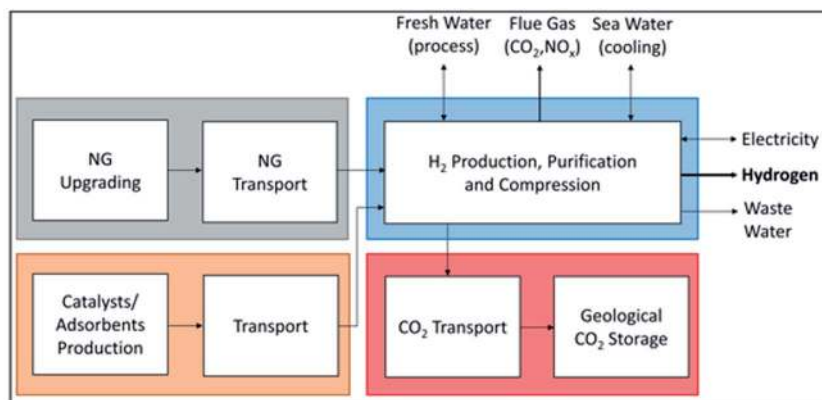 Fresh Water
(process)
Flue Gas
(CO₂,NOₓ)
Sea Water
(cooling)
NG
Upgrading
NG
Transport
H₂ Production, Purification
and Compression
Electricity
Hydrogen
Waste
Water
Catalysts/
Adsorbents
Production
Transport
CO₂ Transport
Geological
CO₂ Storage